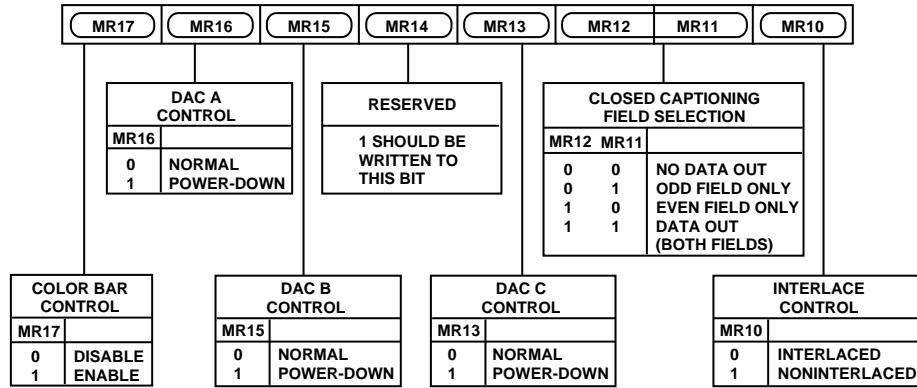 MR17 MR16 MR15 MR14 MR13 MR12 MR11 MR10
DAC A
CONTROL
MR16
0 NORMAL
1 POWER-DOWN
RESERVED
1 SHOULD BE
WRITTEN TO
THIS BIT
CLOSED CAPTIONING
FIELD SELECTION
MR12 MR11
0 0 NO DATA OUT
0 1 ODD FIELD ONLY
1 0 EVEN FIELD ONLY
1 1 DATA OUT
(BOTH FIELDS)
COLOR BAR
CONTROL
MR17
0 DISABLE
1 ENABLE
DAC B
CONTROL
MR15
0 NORMAL
1 POWER-DOWN
DAC C
CONTROL
MR13
0 NORMAL
1 POWER-DOWN
INTERLACE
CONTROL
MR10
0 INTERLACED
1 NONINTERLACED